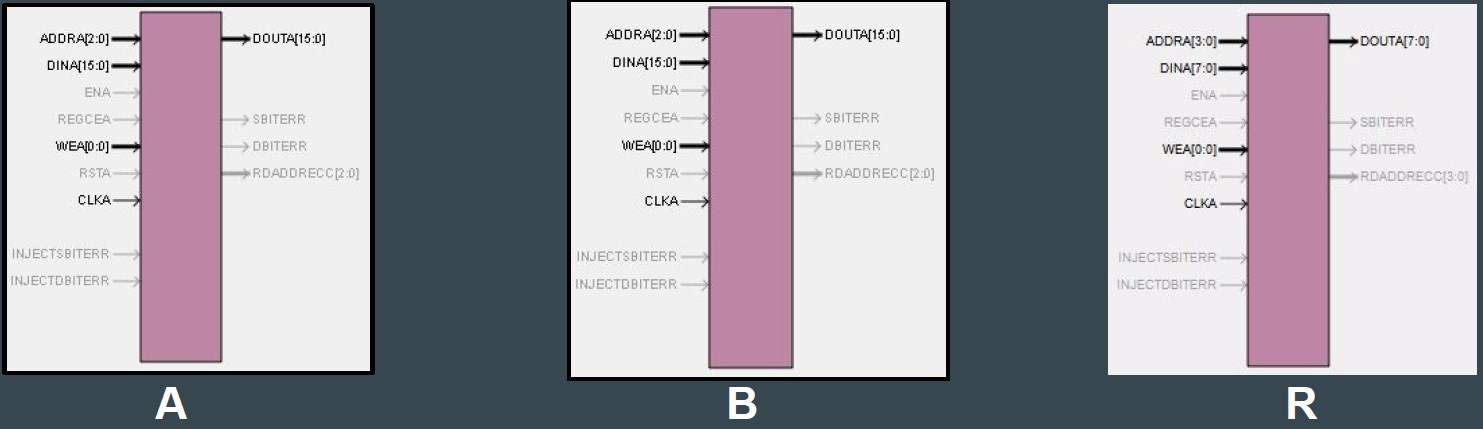 ADDRA[2:0] DOUTA[15:0]
DINA[15:0]
ENA
REGCEA SBITERR
WEA[0:0] DBITERR
RSTA RDADDRECC[2:0]
CLKA
INJECTSBITERR
INJECTDBITERR
A
ADDRA[2:0] DOUTA[15:0]
DINA[15:0]
ENA
REGCEA SBITERR
WEA[0:0] DBITERR
RSTA RDADDRECC[2:0]
CLKA
INJECTSBITERR
INJECTDBITERR
B
ADDRA[3:0] DOUTA[7:0]
DINA[7:0]
ENA
REGCEA SBITERR
WEA[0:0] DBITERR
RSTA RDADDRECC[3:0]
CLKA
INJECTSBITERR
INJECTDBITERR
R